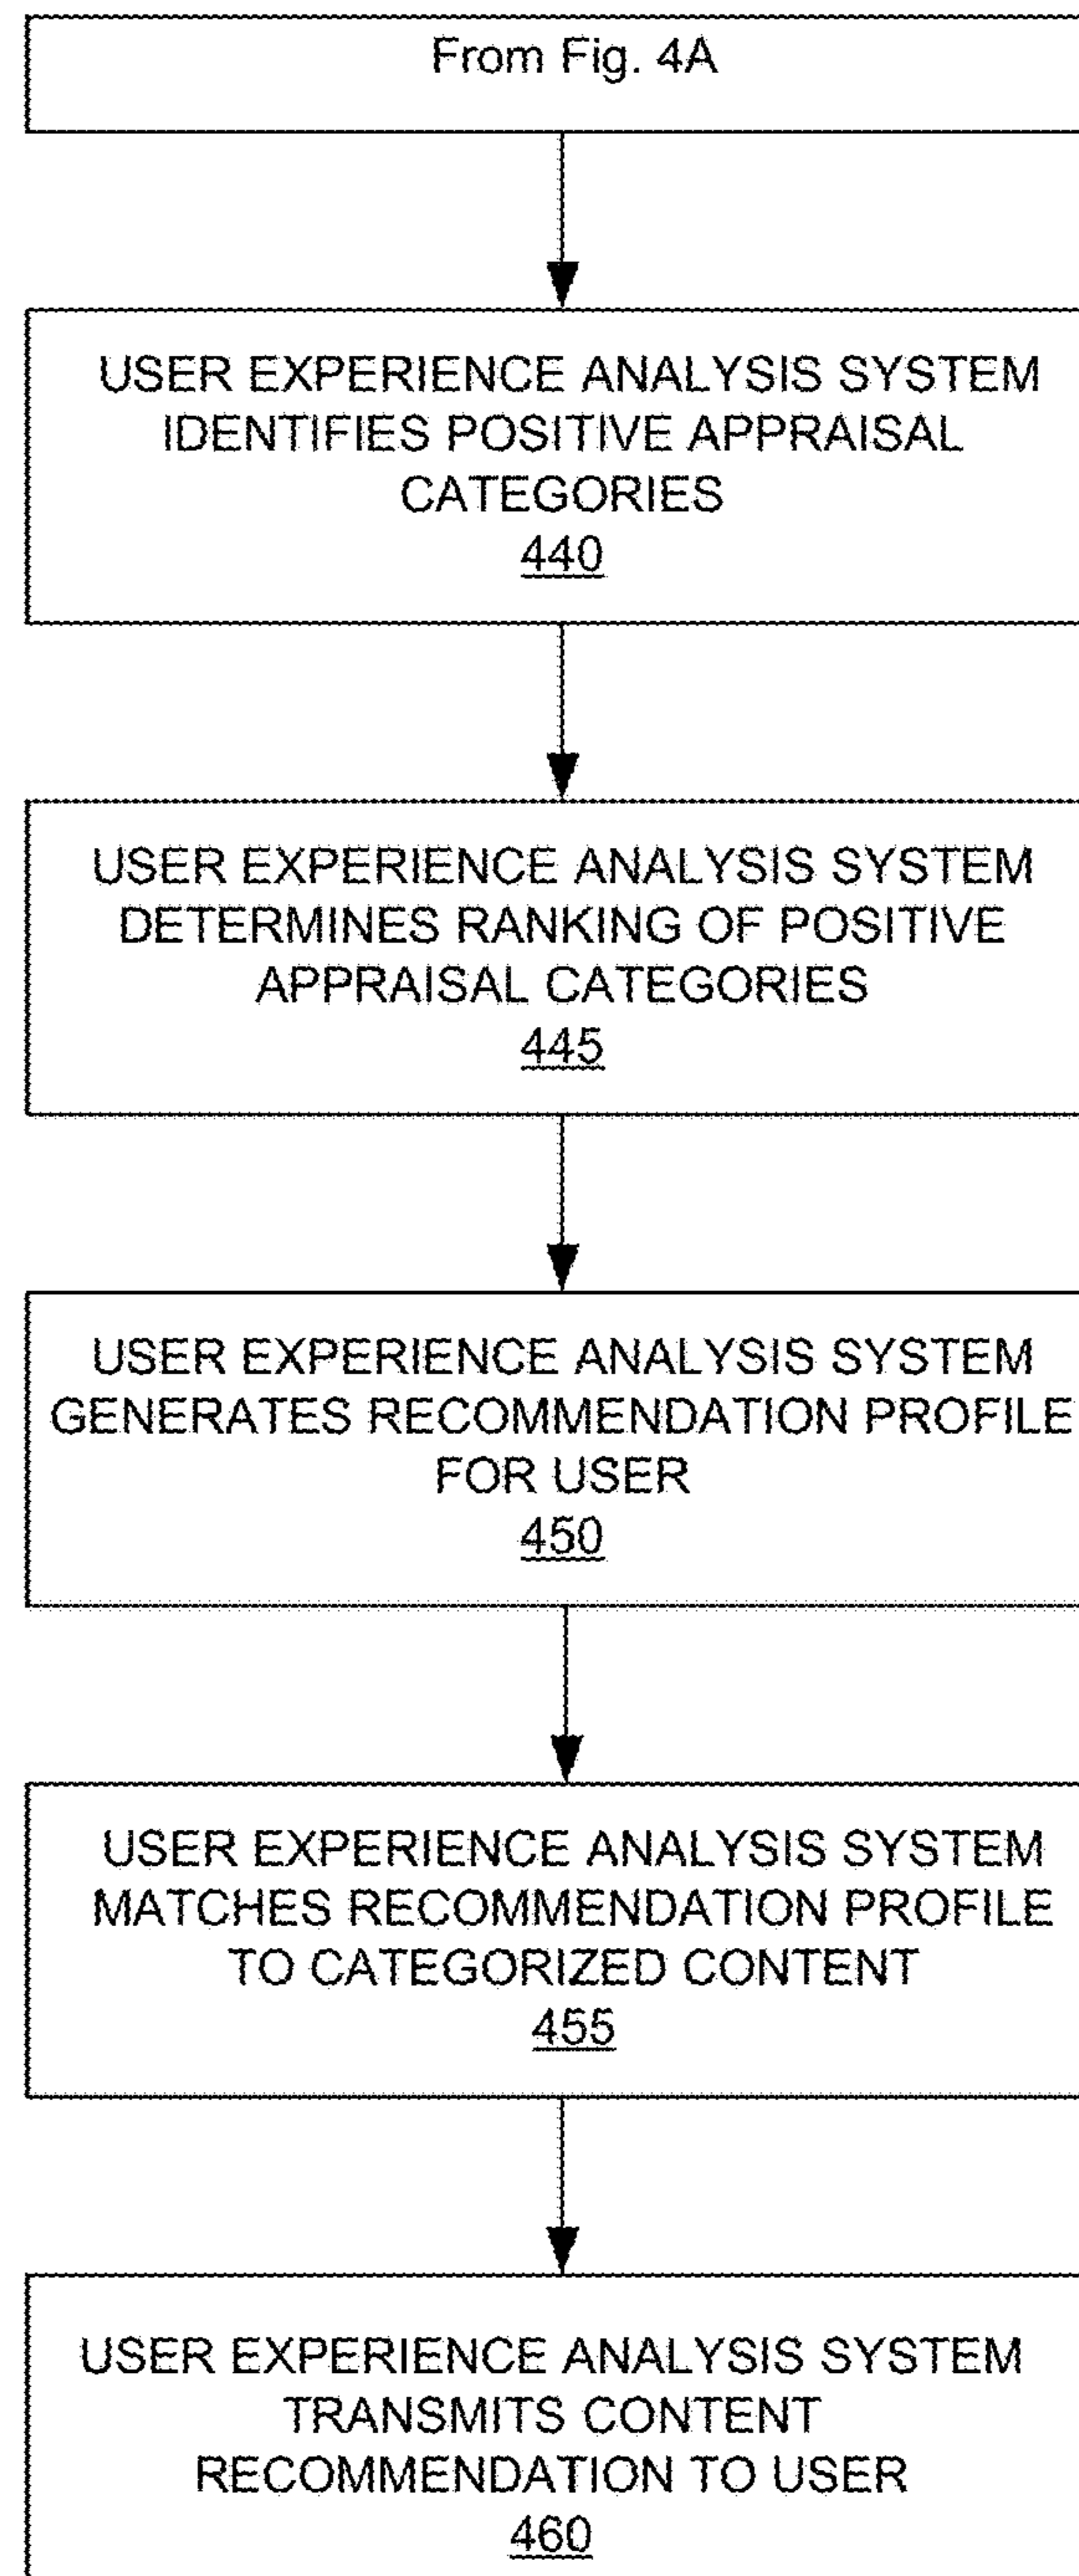 From Fig. 4A
USER EXPERIENCE ANALYSIS SYSTEM
IDENTIFIES POSITIVE APPRAISAL
CATEGORIES
440
USER EXPERIENCE ANALYSIS SYSTEM
DETERMINES RANKING OF POSITIVE
APPRAISAL CATEGORIES
445
USER EXPERIENCE ANALYSIS SYSTEM
GENERATES RECOMMENDATION PROFILE
FOR USER
450
USER EXPERIENCE ANALYSIS SYSTEM
MATCHES RECOMMENDATION PROFILE
TO CATEGORIZED CONTENT
455
USER EXPERIENCE ANALYSIS SYSTEM
TRANSMITS CONTENT
RECOMMENDATION TO USER
460